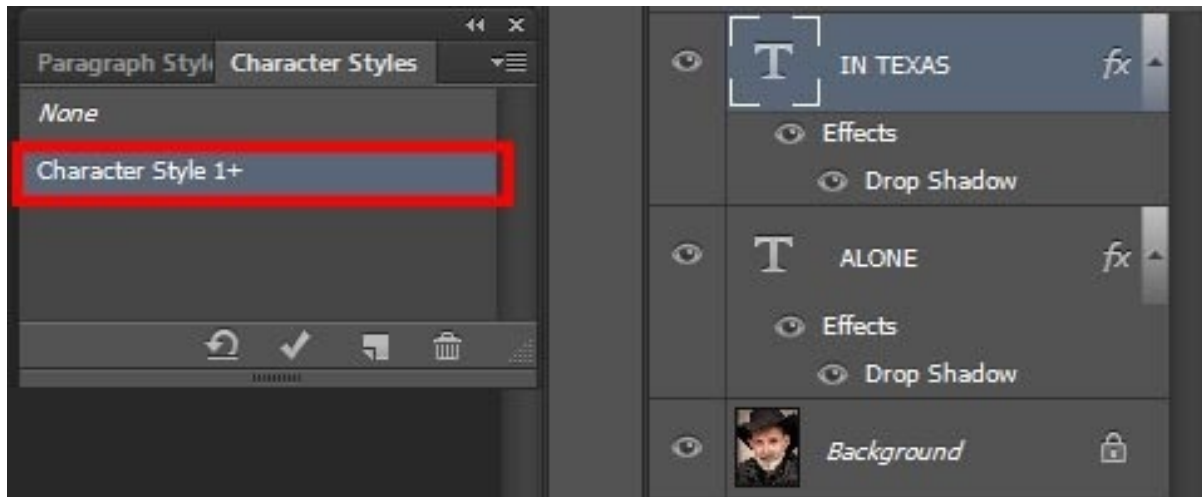 Paragraph Styl Character Styles
None
Character Style 1+
IN TEXAS fx
Effects
Drop Shadow
ALONE fx
Effects
Drop Shadow
Background